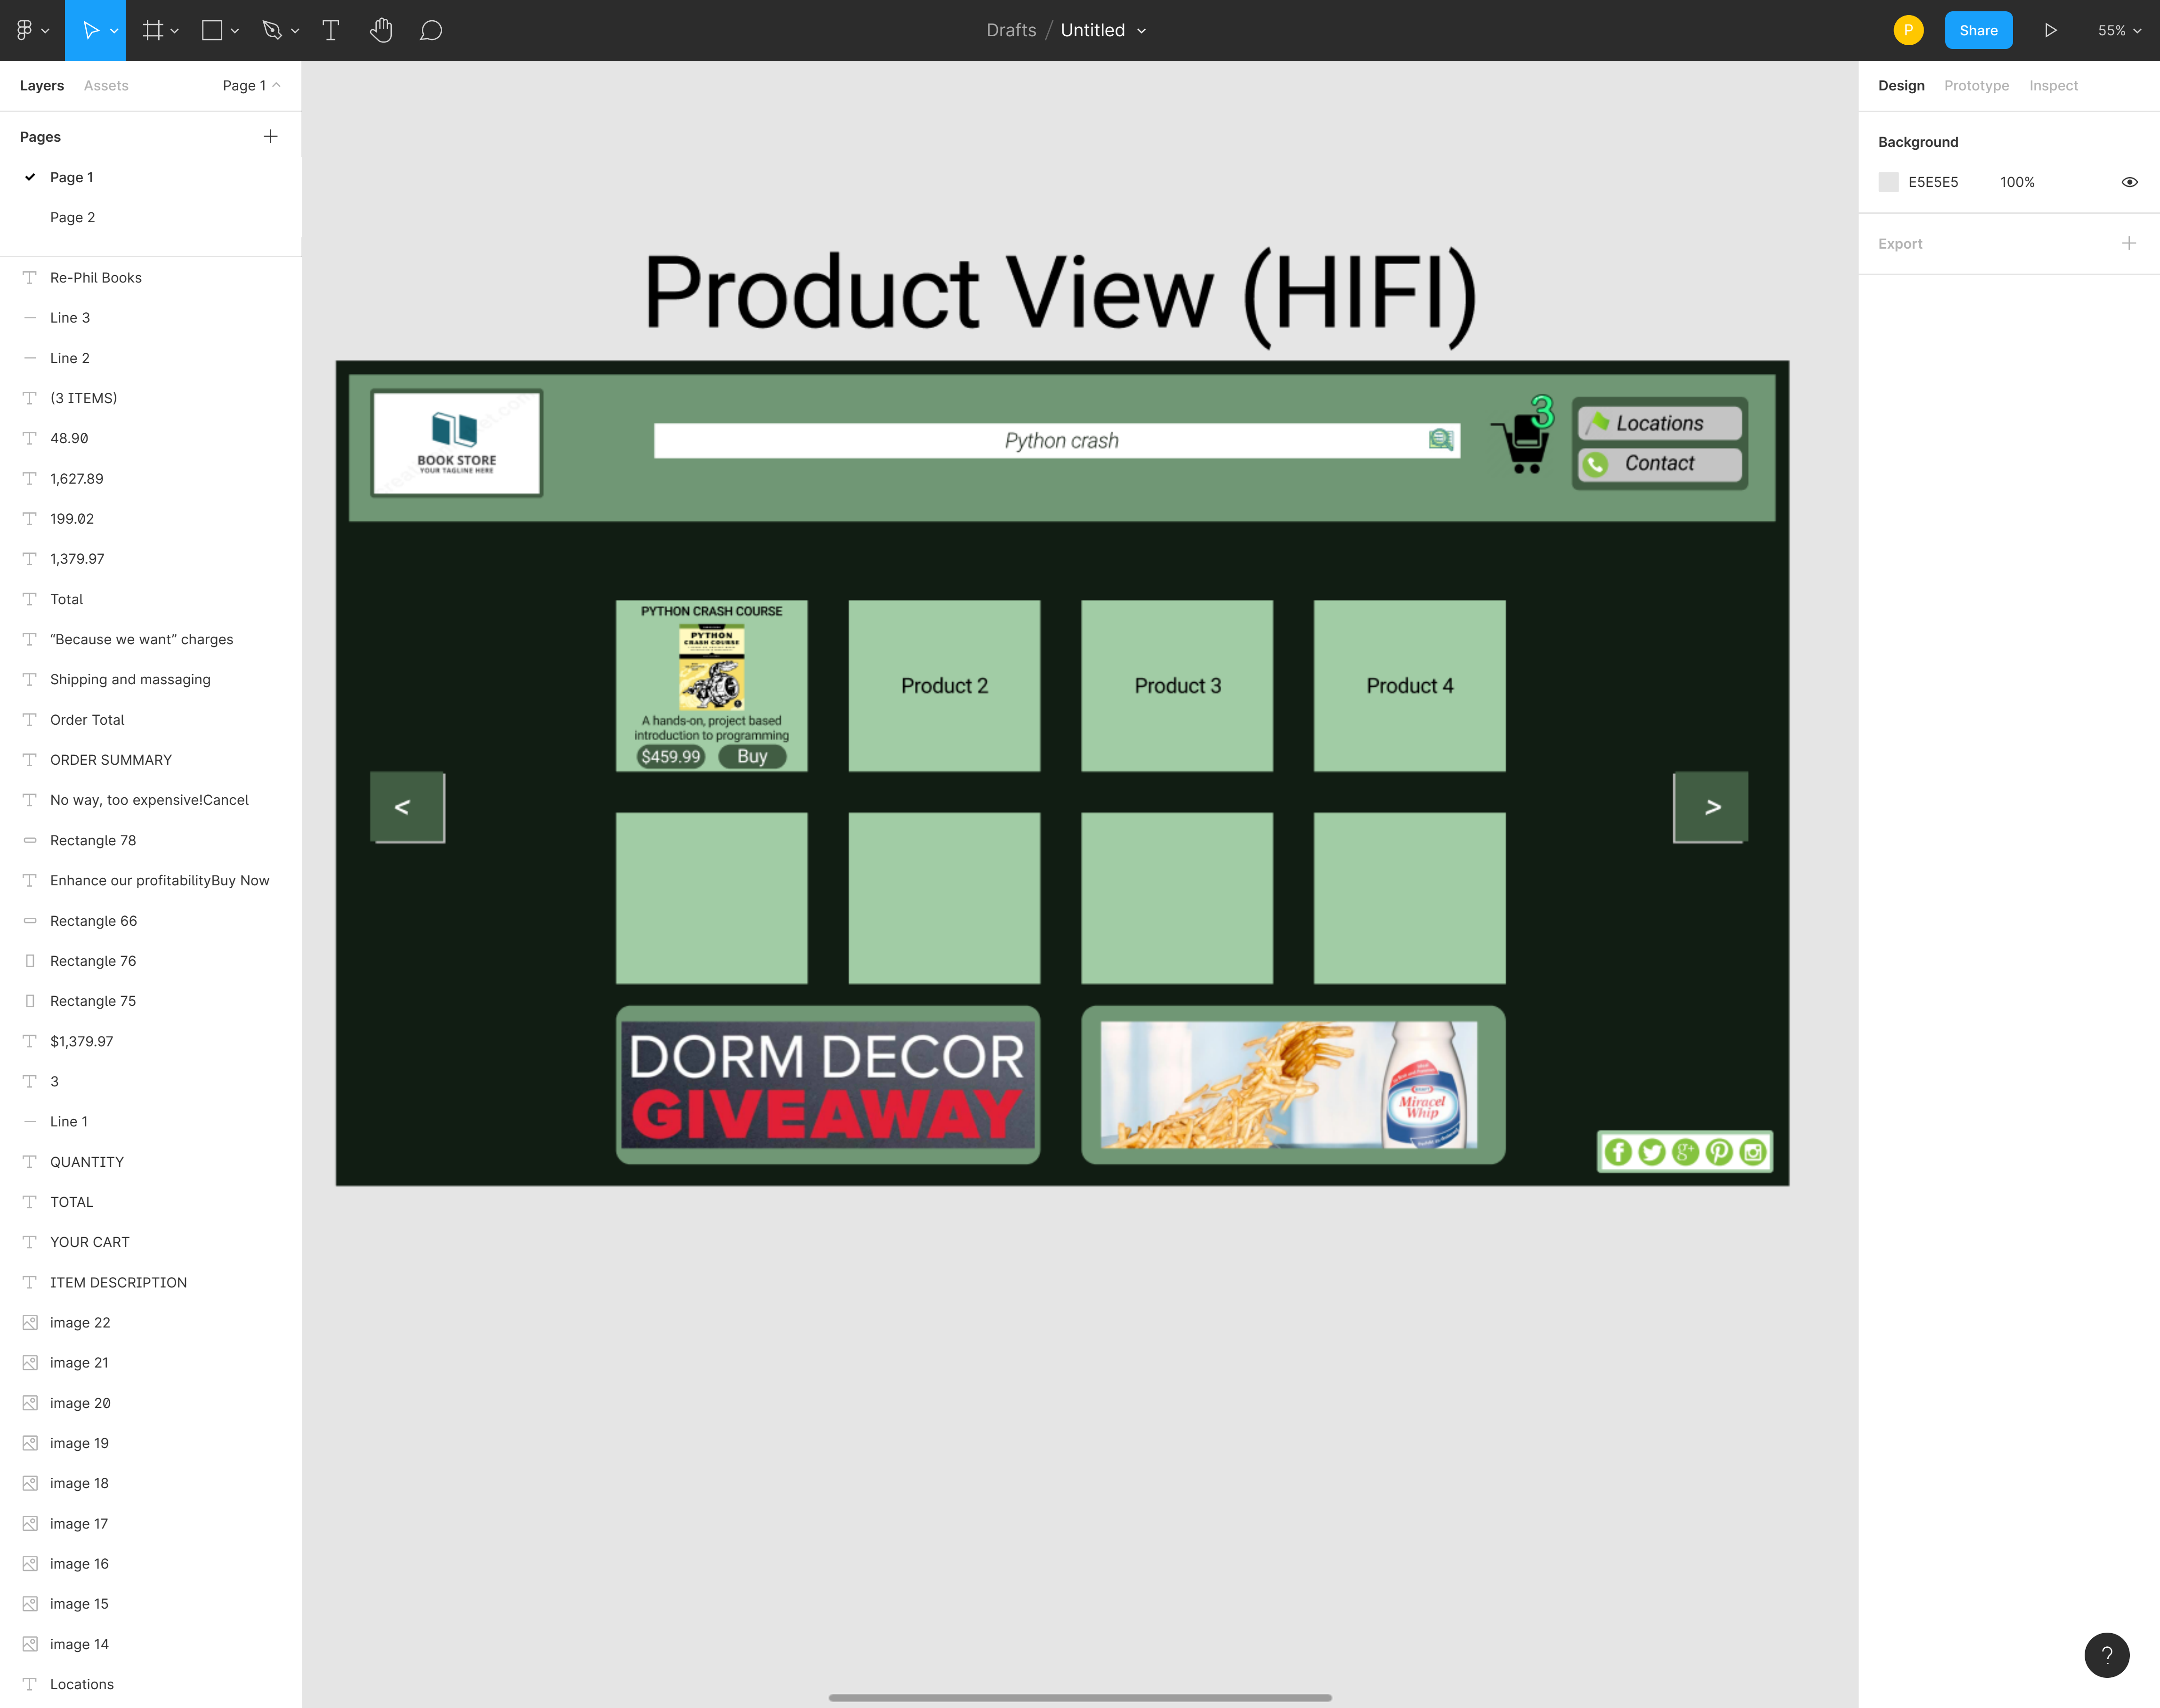 Drafts / Untitled
P
Share
55%
Layers
Assets
Page 1
Pages
Page 1
Page 2
Re-Phil Books
Line 3
Line 2
(3 ITEMS)
48.90
1,627.89
199.02
1,379.97
Total
“Because we want” charges
Shipping and massaging
Order Total
ORDER SUMMARY
No way, too expensive!Cancel
Rectangle 78
Enhance our profitabilityBuy Now
Rectangle 66
Rectangle 76
Rectangle 75
$1,379.97
3
Line 1
QUANTITY
TOTAL
YOUR CART
ITEM DESCRIPTION
image 22
image 21
image 20
image 19
image 18
image 17
image 16
image 15
image 14
Locations
Product View (HIFI)
BOOK STORE
YOUR TAGLINE HERE
Python crash
3
Locations
Contact
PYTHON CRASH COURSE
PYTHON
CRASH COURSE
A hands-on, project based
introduction to programming
$459.99
Buy
Product 2
Product 3
Product 4
<
>
DORM DECOR
GIVEAWAY
Miracel
Whip
g+
Design
Prototype
Inspect
Background
E5E5E5
100%
Export
?